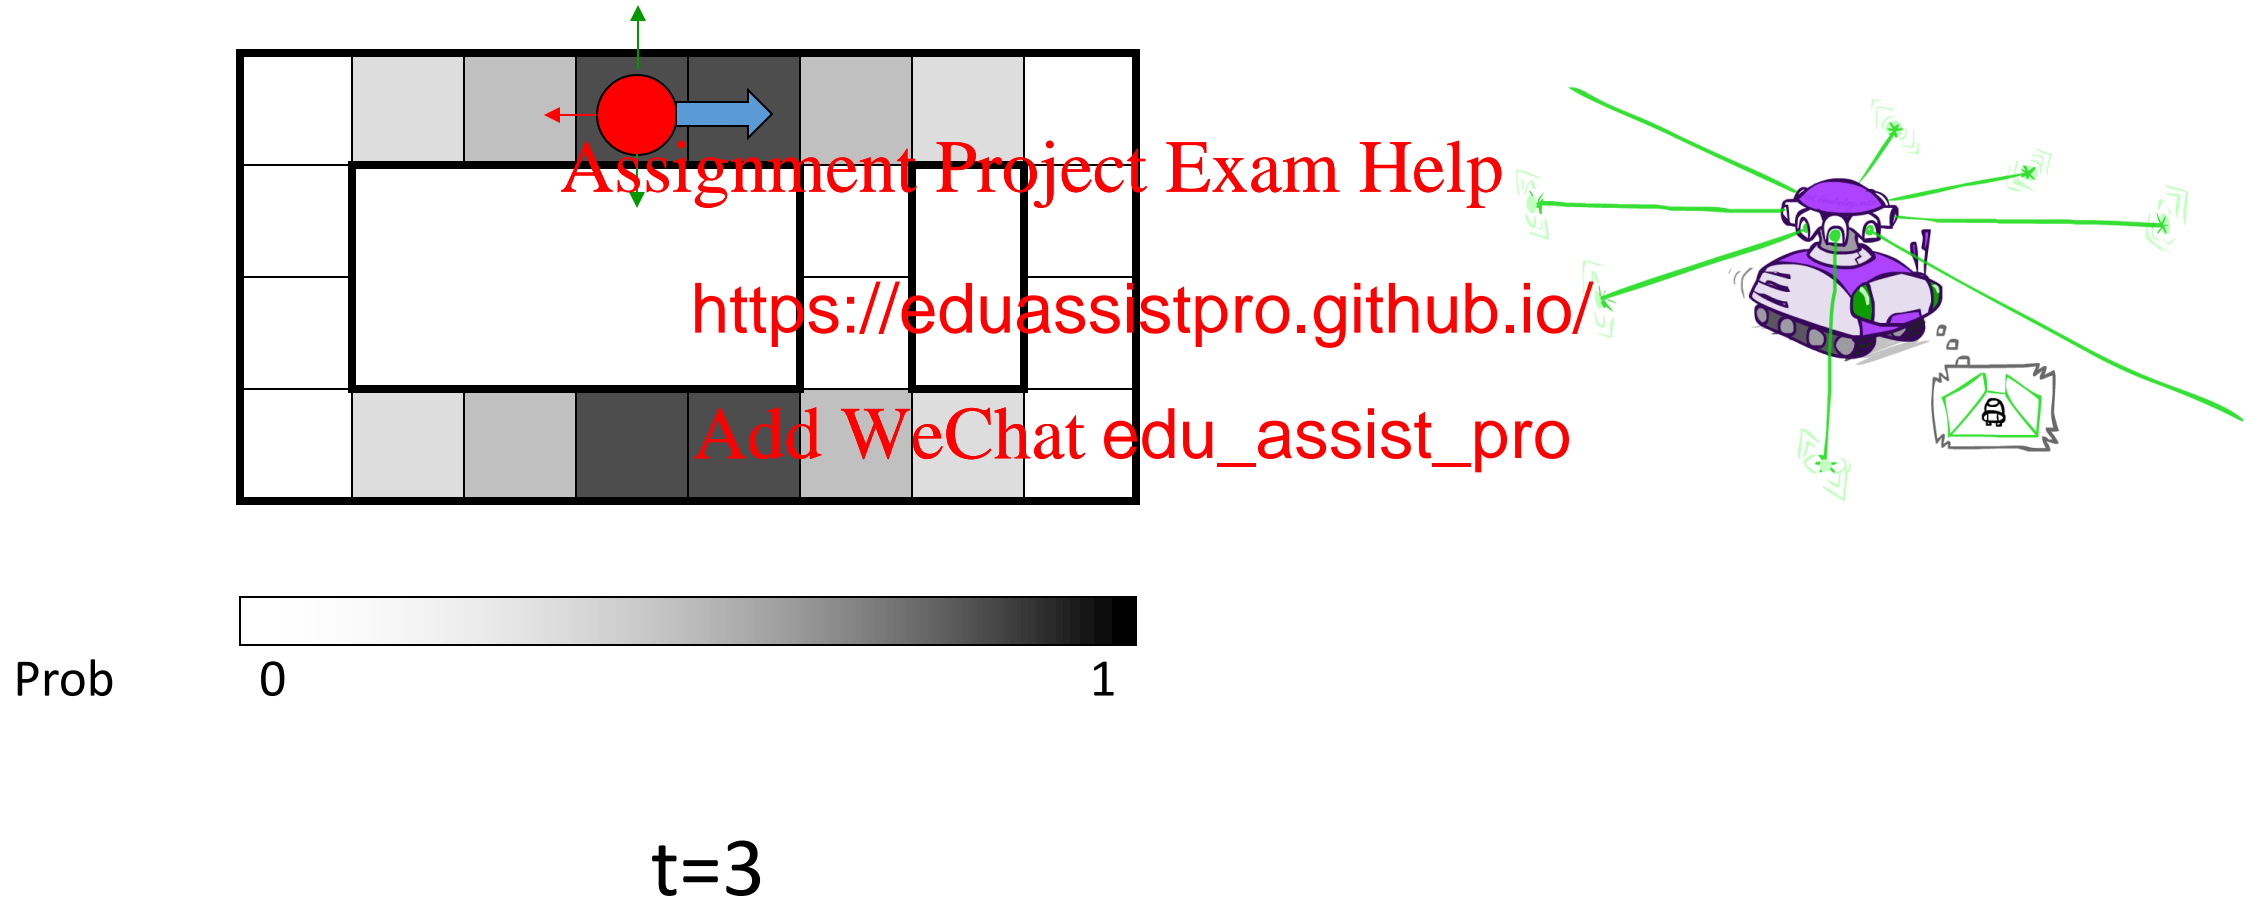 Assignment Project Exam Help
https://eduassistpro.github.io/
Add WeChat edu_assist_pro
Prob 0 1
t=3